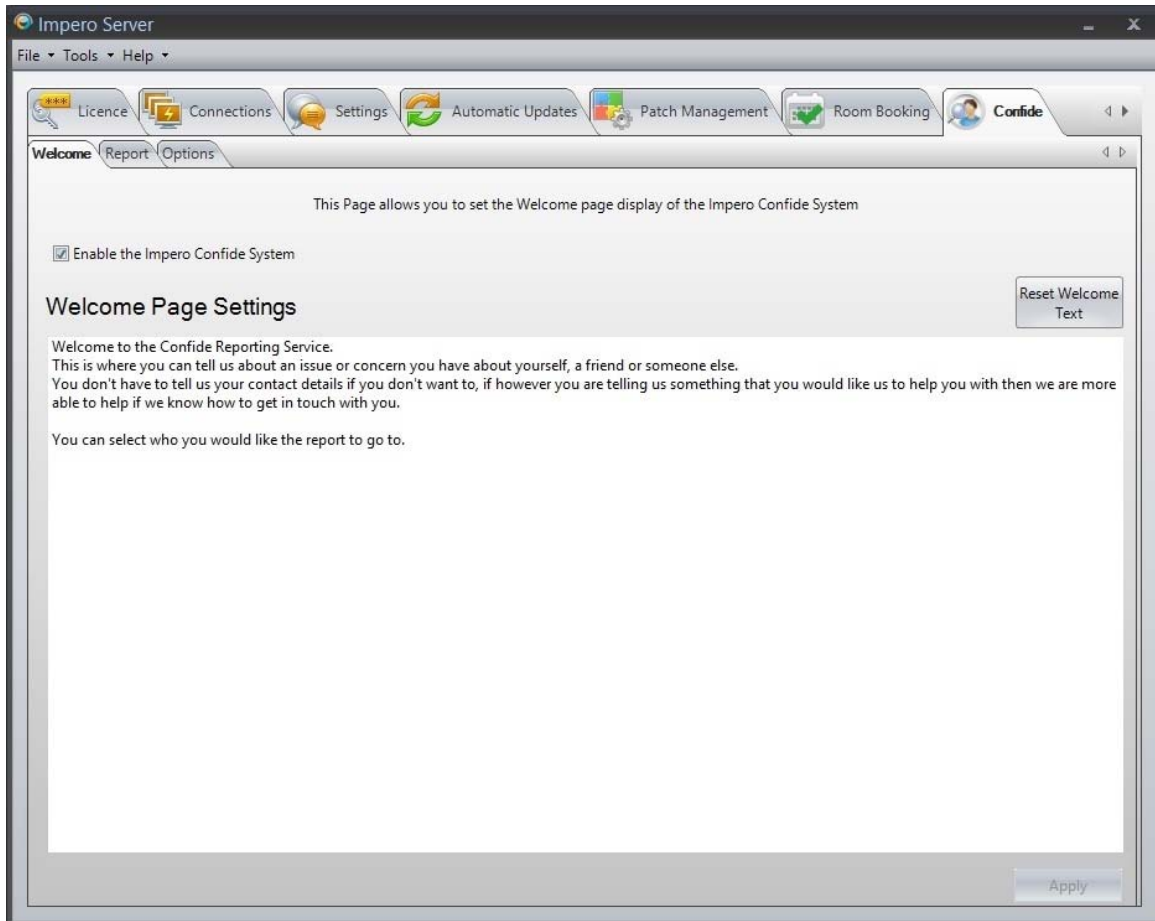 Impero Server
File Tools Help
*** Licence Connections Settings Automatic Updates Patch Management Room Booking Confide
Welcome Report Options
This Page allows you to set the Welcome page display of the Impero Confide System
Enable the Impero Confide System
Welcome Page Settings
Reset Welcome
Text
Welcome to the Confide Reporting Service.
This is where you can tell us about an issue or concern you have about yourself, a friend or someone else.
You don't have to tell us your contact details if you don't want to, if however you are telling us something that you would like us to help you with then we are more
able to help if we know how to get in touch with you.
You can select who you would like the report to go to.
Apply